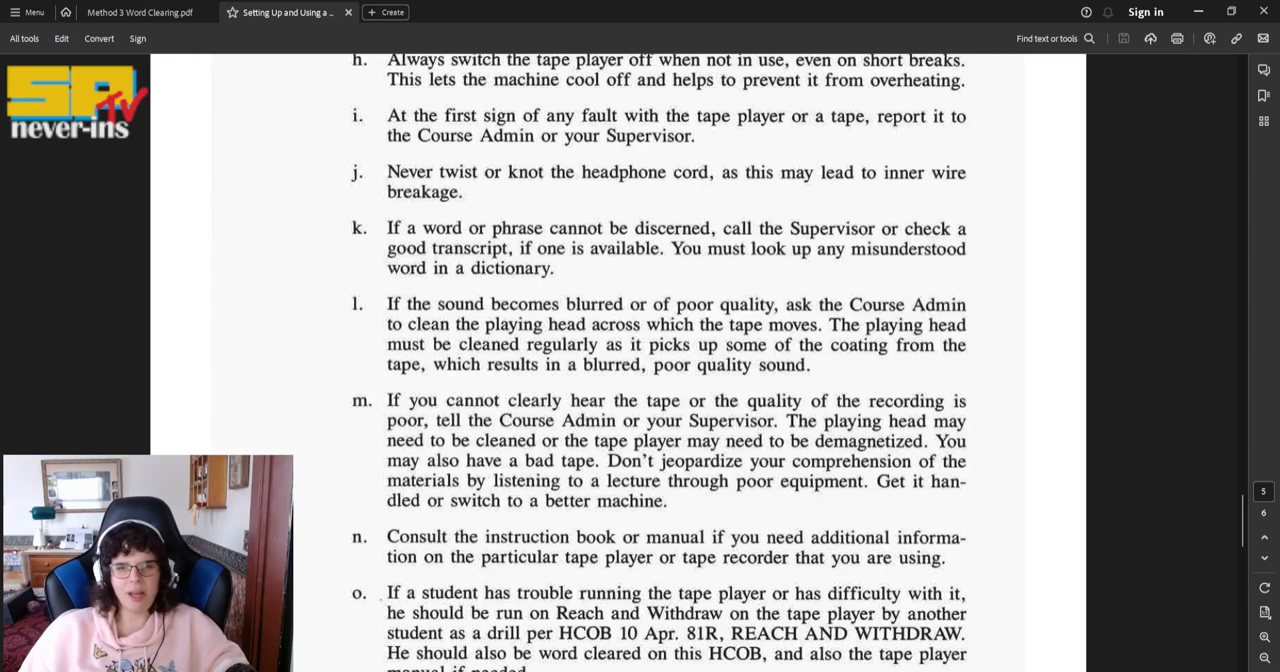 Menu
Method 3 Word Clearing.pdf
Setting Up and Using a ...
Create
Sign in
All tools
Edit
Convert
Sign
Find text or tools
SPTV
never-ins
h. Always switch the tape player off when not in use, even on short breaks.
This lets the machine cool off and helps to prevent it from overheating.
i. At the first sign of any fault with the tape player or a tape, report it to
the Course Admin or your Supervisor.
j. Never twist or knot the headphone cord, as this may lead to inner wire
breakage.
k. If a word or phrase cannot be discerned, call the Supervisor or check a
good transcript, if one is available. You must look up any misunderstood
word in a dictionary.
l. If the sound becomes blurred or of poor quality, ask the Course Admin
to clean the playing head across which the tape moves. The playing head
must be cleaned regularly as it picks up some of the coating from the
tape, which results in a blurred, poor quality sound.
m. If you cannot clearly hear the tape or the quality of the recording is
poor, tell the Course Admin or your Supervisor. The playing head may
need to be cleaned or the tape player may need to be demagnetized. You
may also have a bad tape. Don't jeopardize your comprehension of the
materials by listening to a lecture through poor equipment. Get it han-
dled or switch to a better machine.
n. Consult the instruction book or manual if you need additional informa-
tion on the particular tape player or tape recorder that you are using.
o. If a student has trouble running the tape player or has difficulty with it,
he should be run on Reach and Withdraw on the tape player by another
student as a drill per HCOB 10 Apr. 81R, REACH AND WITHDRAW.
He should also be word cleared on this HCOB, and also the tape player
manual if needed.
5
6